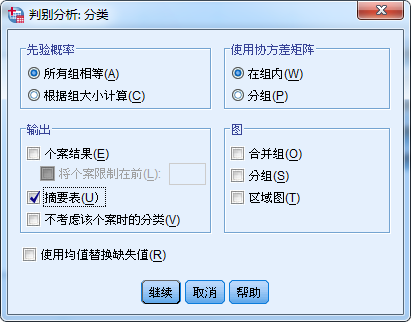 判别分析: 分类
先验概率
所有组相等(A)
根据组大小计算(C)
使用协方差矩阵
在组内(W)
分组(P)
输出
个案结果(E)
将个案限制在前(L):
摘要表(U)
不考虑该个案时的分类(V)
图
合并组(O)
分组(S)
区域图(T)
使用均值替换缺失值(R)
继续
取消
帮助